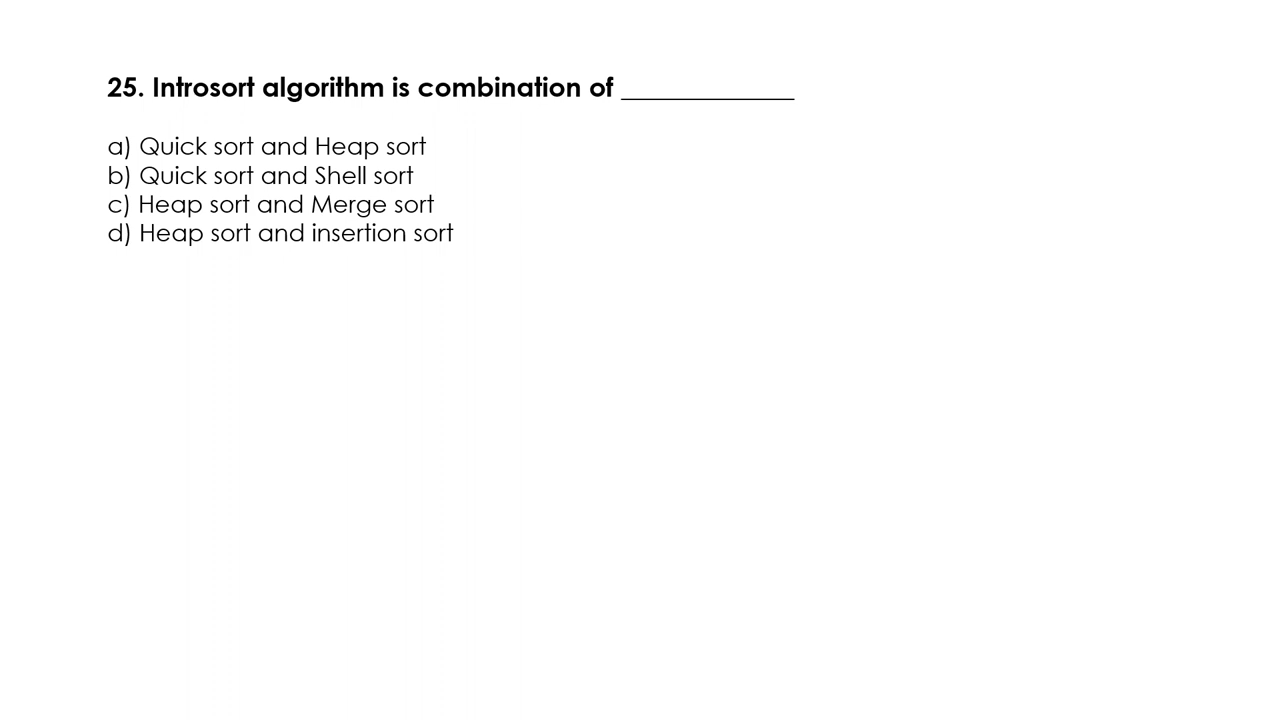 25. Introsort algorithm is combination of _____________
a) Quick sort and Heap sort
b) Quick sort and Shell sort
c) Heap sort and Merge sort
d) Heap sort and insertion sort